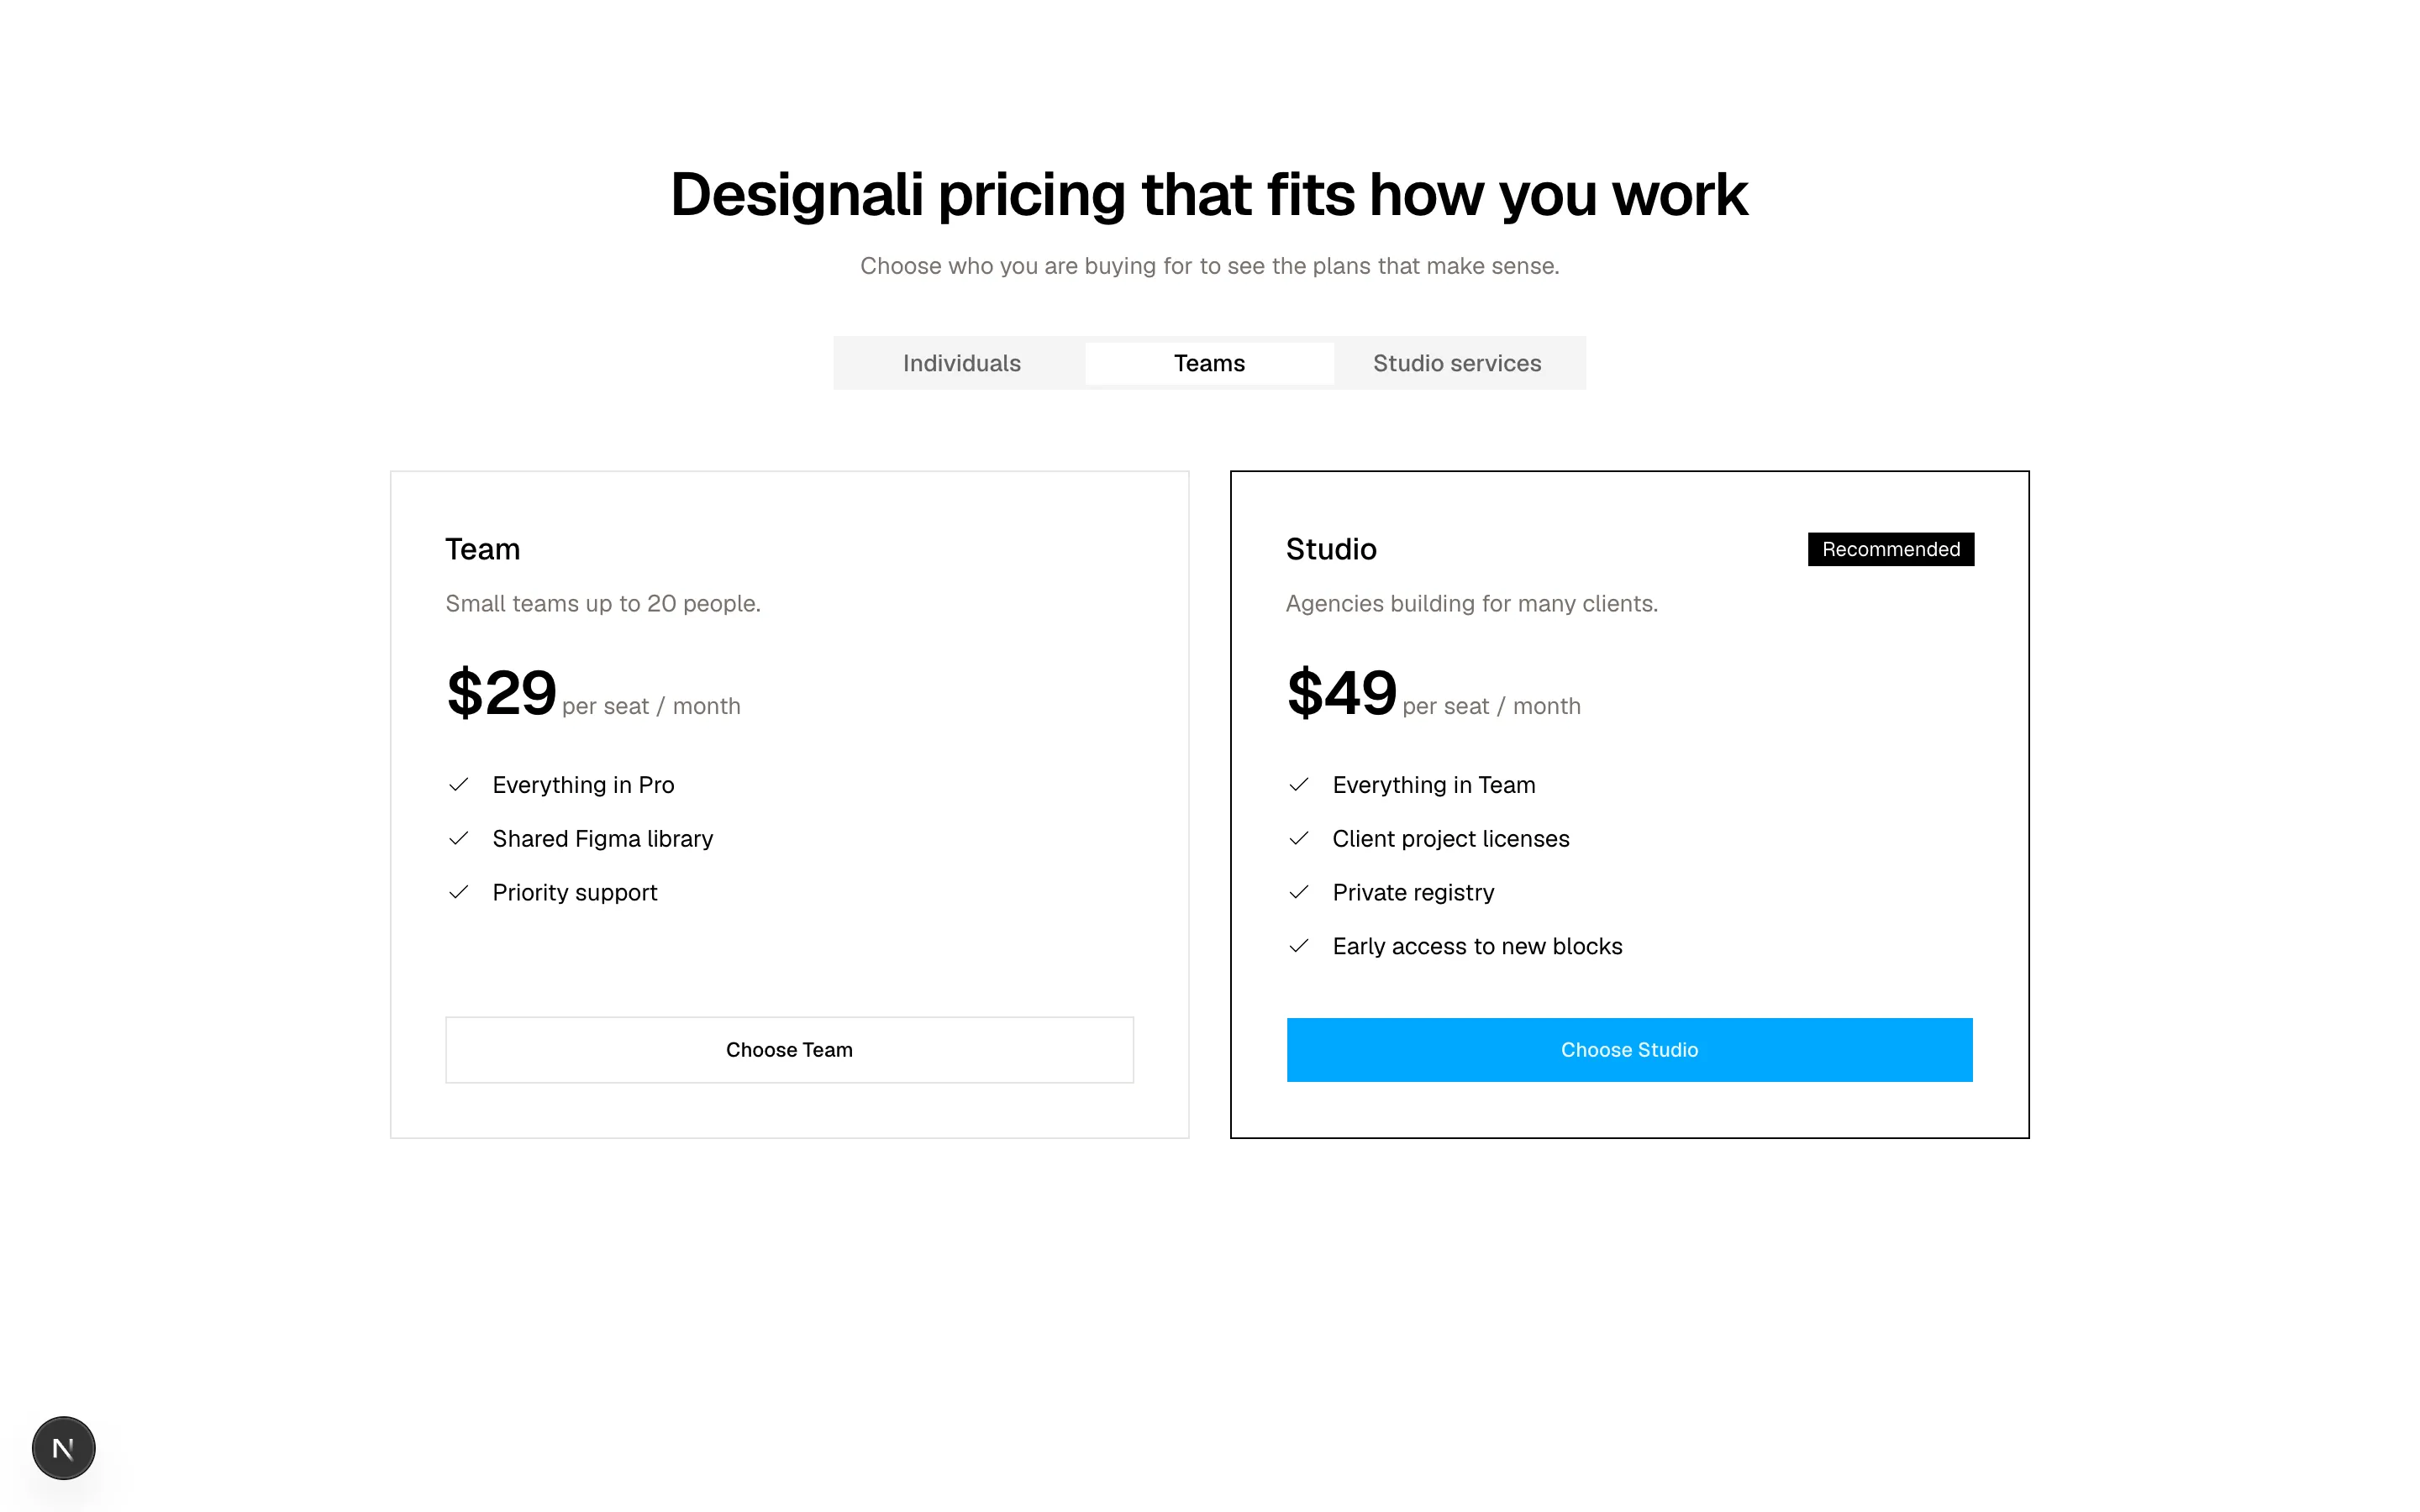 Designali pricing that fits how you work
Choose who you are buying for to see the plans that make sense.
Individuals
Teams
Studio services
Team
Small teams up to 20 people.
$29 per seat / month
Everything in Pro
Shared Figma library
Priority support
Choose Team
Studio
Recommended
Agencies building for many clients.
$49 per seat / month
Everything in Team
Client project licenses
Private registry
Early access to new blocks
Choose Studio
N